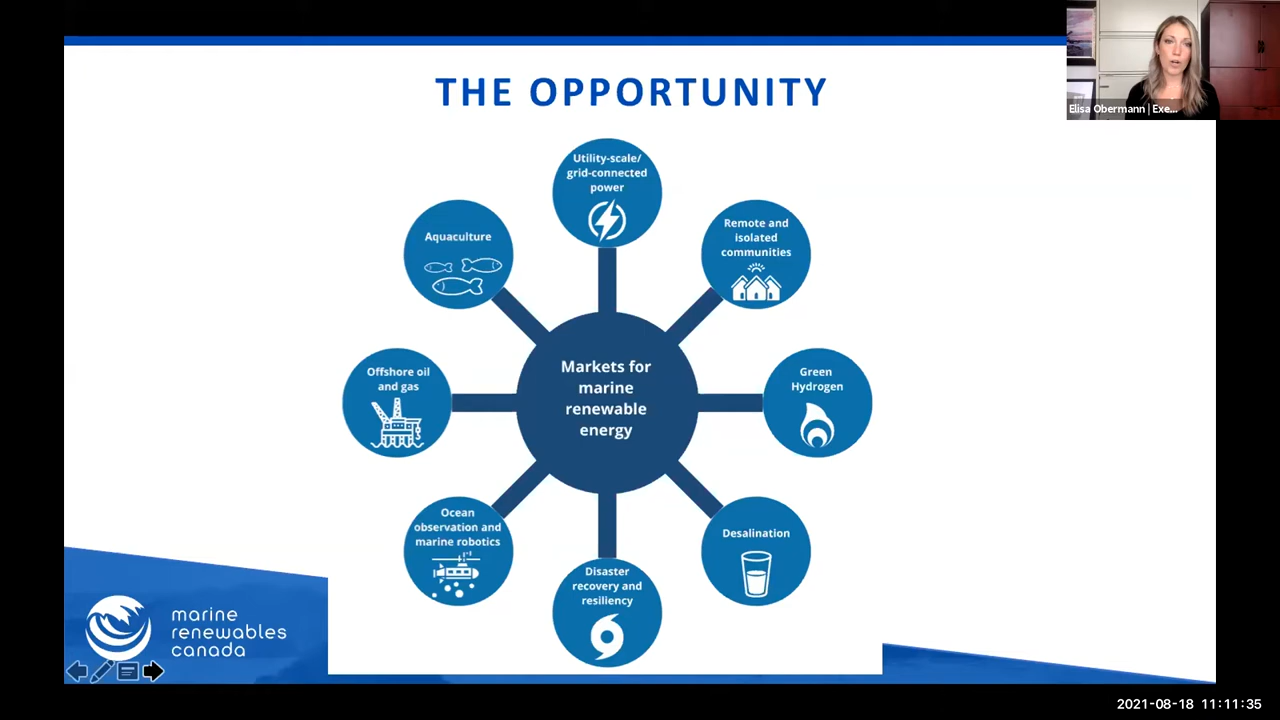 THE OPPORTUNITY
Elisa Obermann | Exe...
Utility-scale/
grid-connected
power
Remote and
isolated
communities
Green
Hydrogen
Desalination
Disaster
recovery and
resiliency
Ocean
observation and
marine robotics
Offshore oil
and gas
Aquaculture
Markets for
marine
renewable
energy
marine
renewables
canada
2021-08-18 11:11:35